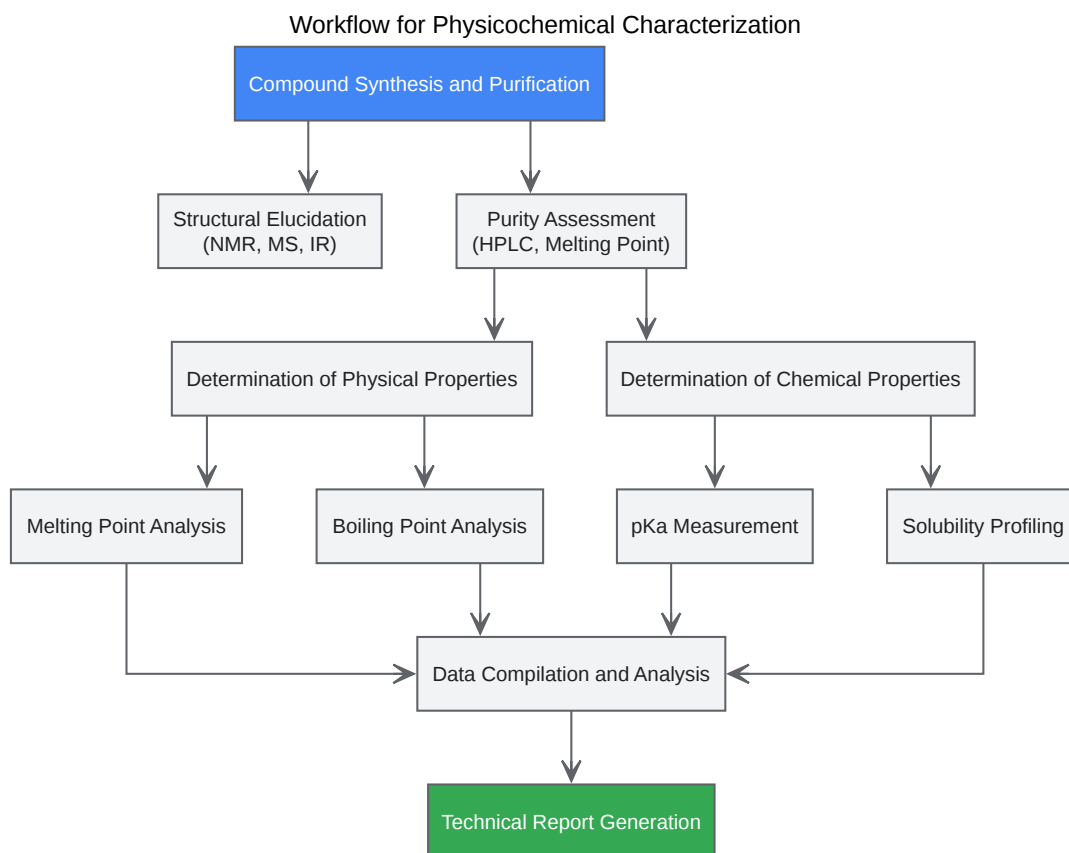 Workflow for Physicochemical Characterization
Compound Synthesis and Purification
Structural Elucidation
(NMR, MS, IR)
Purity Assessment
(HPLC, Melting Point)
Determination of Physical Properties
Determination of Chemical Properties
Melting Point Analysis
Boiling Point Analysis
pKa Measurement
Solubility Profiling
Data Compilation and Analysis
Technical Report Generation